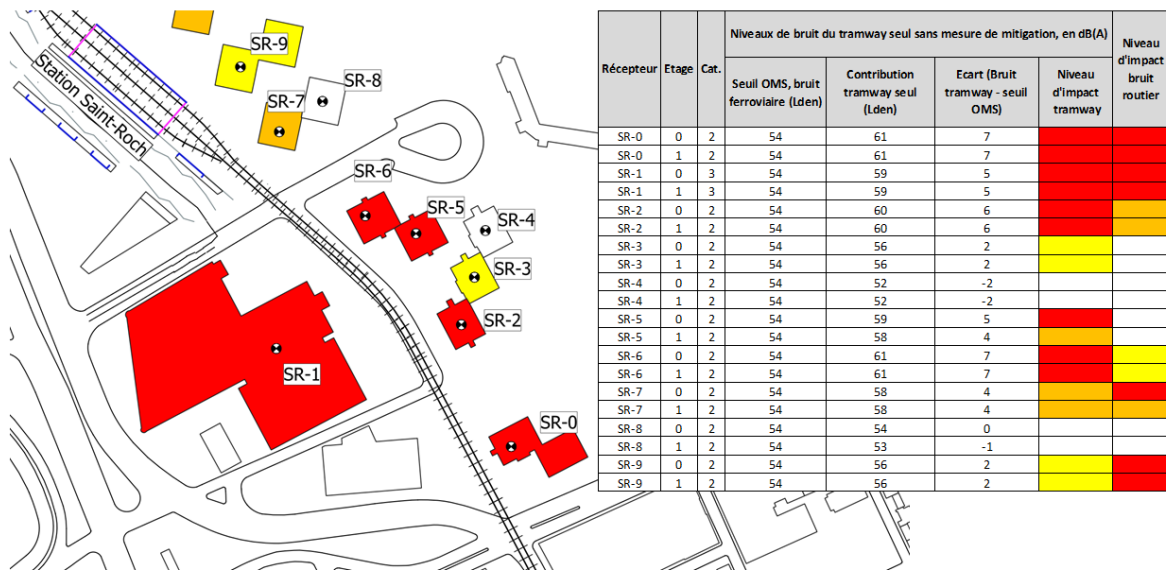 SR-9
SR-8
SR-7
Station Saint-Roch
SR-6
SR-5
SR-4
SR-3
SR-2
SR-1
SR-0
Récepteur Etage Cat. Niveaux de bruit du tramway seul sans mesure de mitigation, en dB(A) Niveau d'impact bruit routier
Seuil OMS, bruit ferroviaire (Lden) Contribution tramway seul (Lden) Ecart (Bruit tramway - seuil OMS) Niveau d'impact tramway
SR-0 0 2 54 61 7
SR-0 1 2 54 61 7
SR-1 0 3 54 59 5
SR-1 1 3 54 59 5
SR-2 0 2 54 60 6
SR-2 1 2 54 60 6
SR-3 0 2 54 56 2
SR-3 1 2 54 56 2
SR-4 0 2 54 52 -2
SR-4 1 2 54 52 -2
SR-5 0 2 54 59 5
SR-5 1 2 54 58 4
SR-6 0 2 54 61 7
SR-6 1 2 54 61 7
SR-7 0 2 54 58 4
SR-7 1 2 54 58 4
SR-8 0 2 54 54 0
SR-8 1 2 54 53 -1
SR-9 0 2 54 56 2
SR-9 1 2 54 56 2